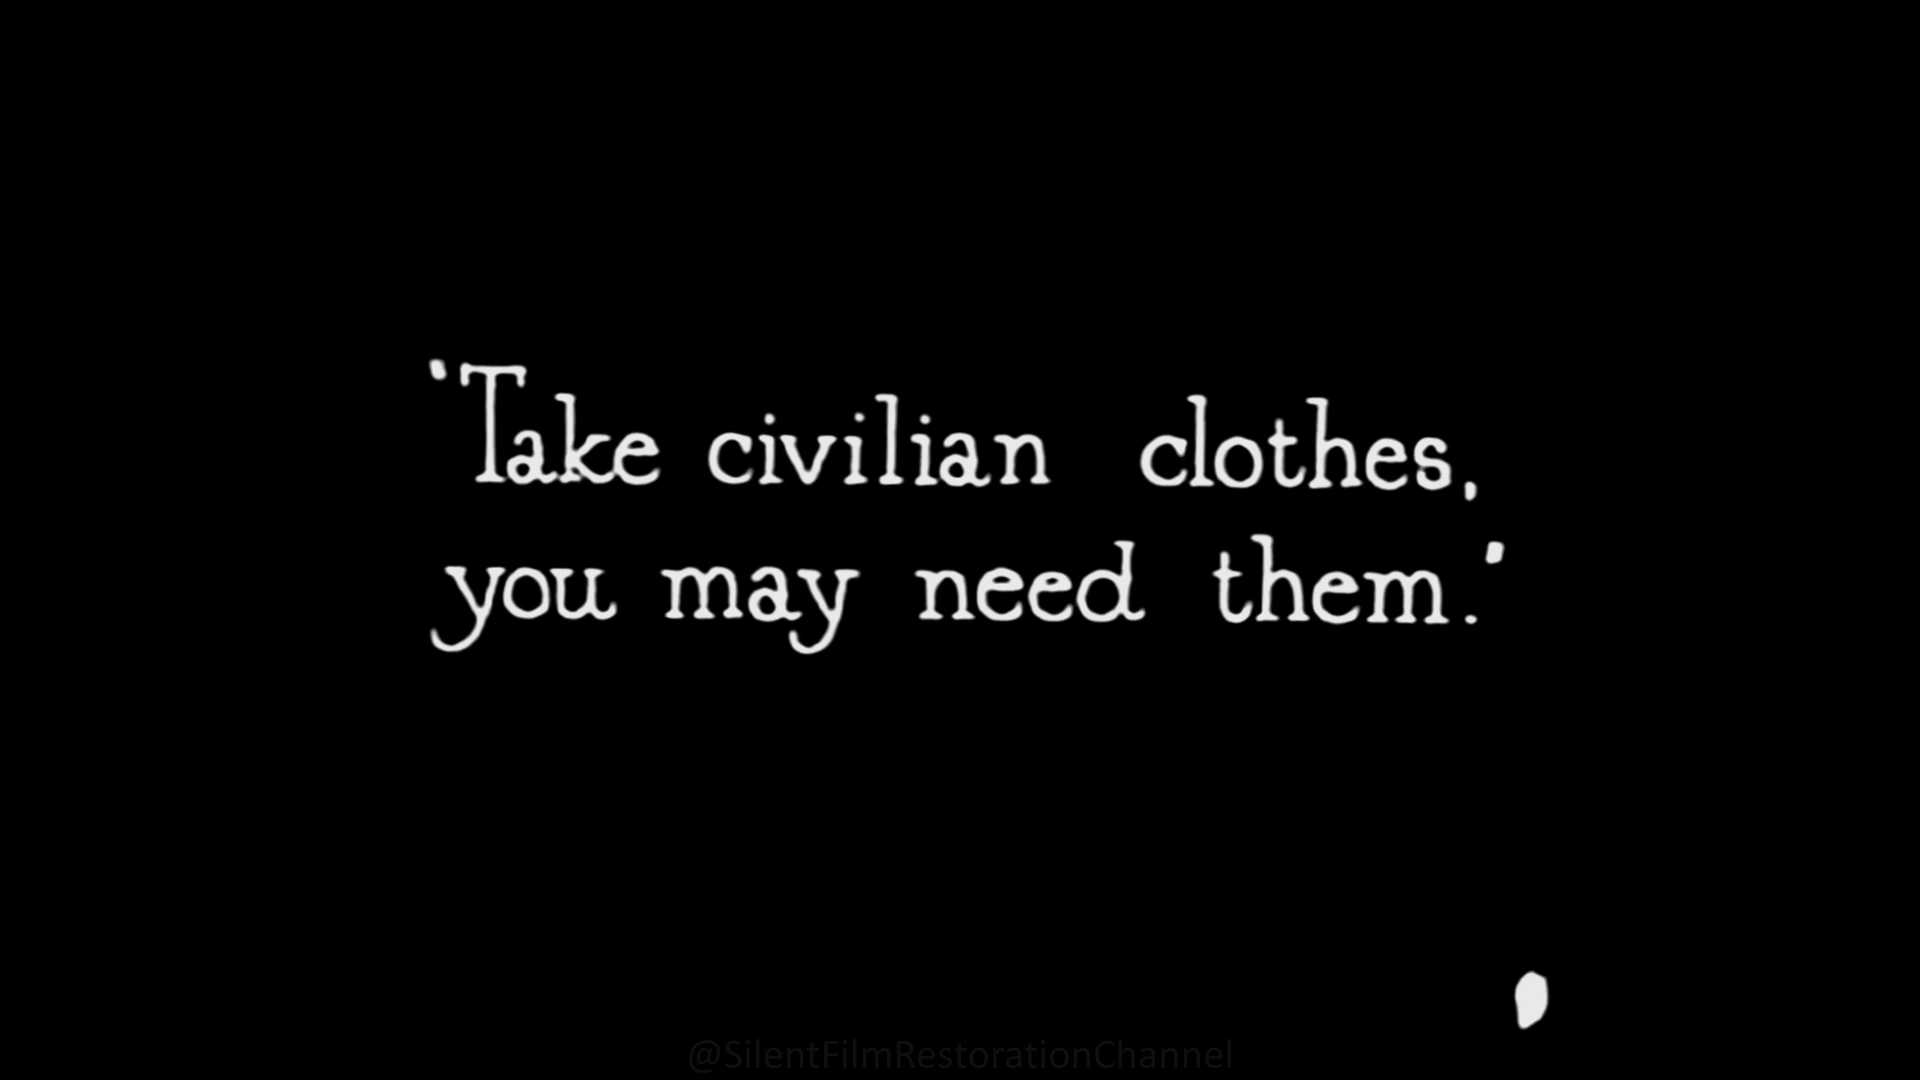 'Take civilian clothes,
you may need them.'
@SilentFilmRestorationChannel